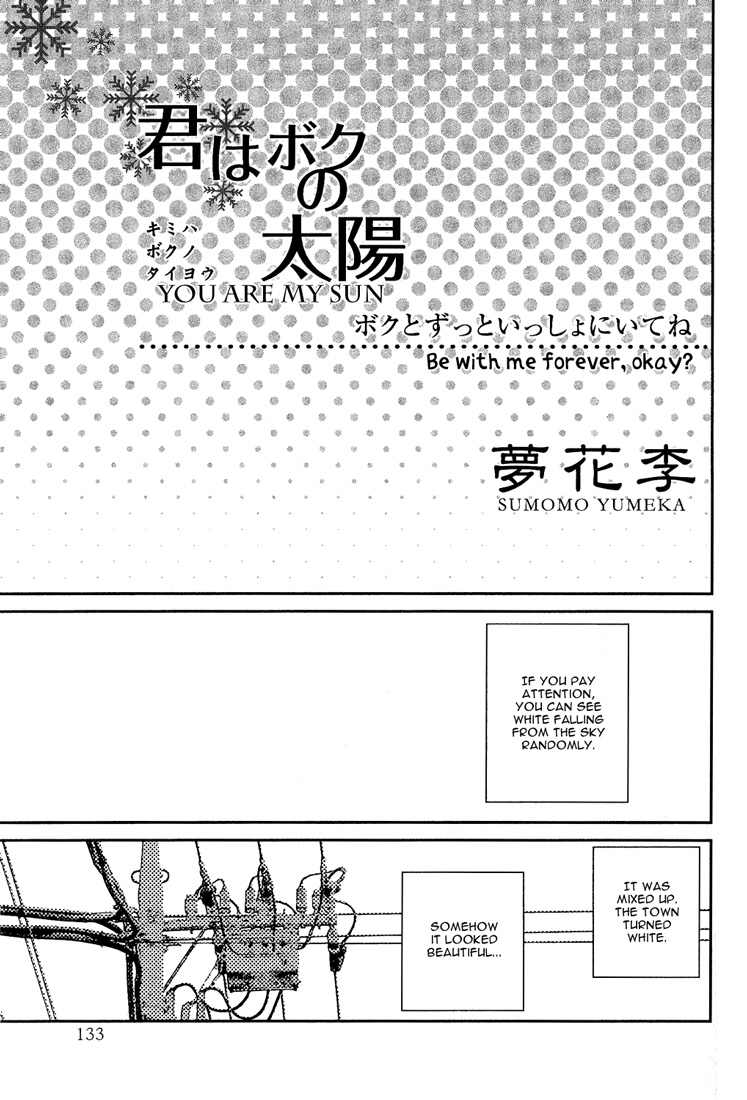 君はボク
の
太陽
キミハ
ボクノ
タイヨウ
YOU ARE MY SUN
ボクとずっといっしょにいてね
Be with me forever, okay?
夢花李
SUMOMO YUMEKA
IF YOU PAY
ATTENTION,
YOU CAN SEE
WHITE FALLING
FROM THE SKY
RANDOMLY.
IT WAS
MIXED UP.
THE TOWN
TURNED
WHITE.
SOMEHOW
IT LOOKED
BEAUTIFUL...
133